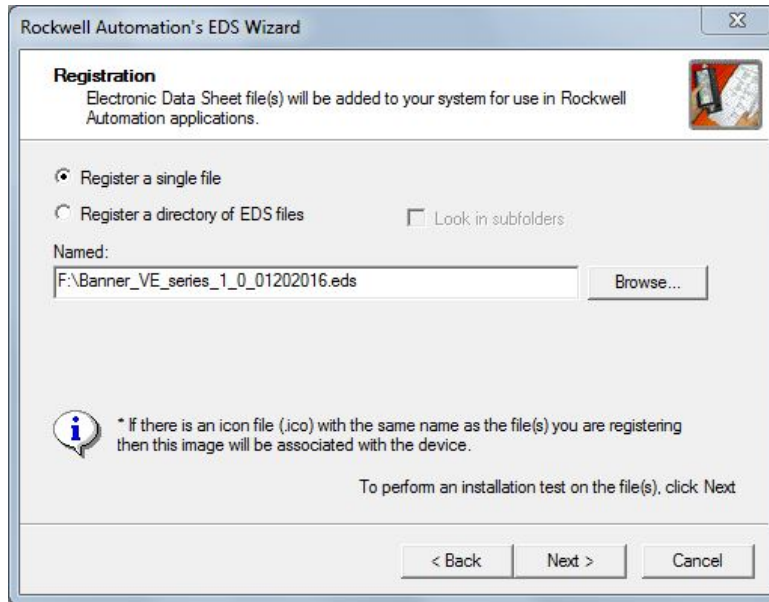 Rockwell Automation's EDS Wizard
Registration
Electronic Data Sheet file(s) will be added to your system for use in Rockwell
Automation applications.
Register a single file
Register a directory of EDS files
Look in subfolders
Named:
F:\Banner_VE_series_1_0_01202016.eds
Browse...
* If there is an icon file (.ico) with the same name as the file(s) you are registering
then this image will be associated with the device.
To perform an installation test on the file(s), click Next
< Back
Next >
Cancel